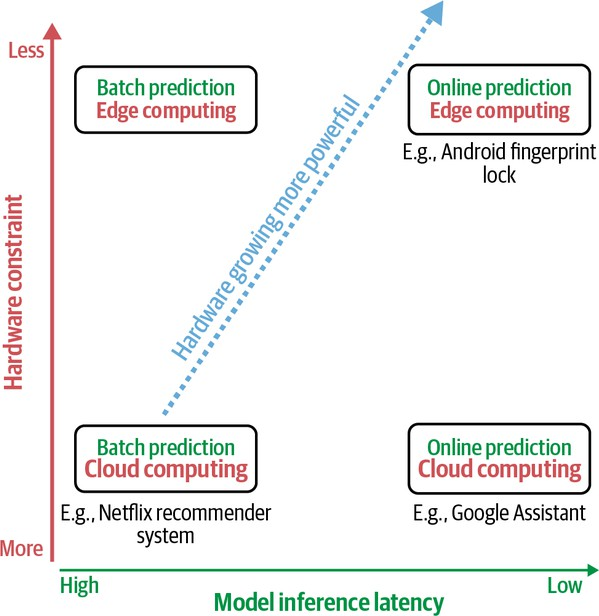 Less
Batch prediction
Edge computing
Online prediction
Edge computing
E.g., Android fingerprint
lock
Hardware growing more powerful
Hardware constraint
Batch prediction
Cloud computing
E.g., Netflix recommender
system
Online prediction
Cloud computing
E.g., Google Assistant
More
High
Low
Model inference latency